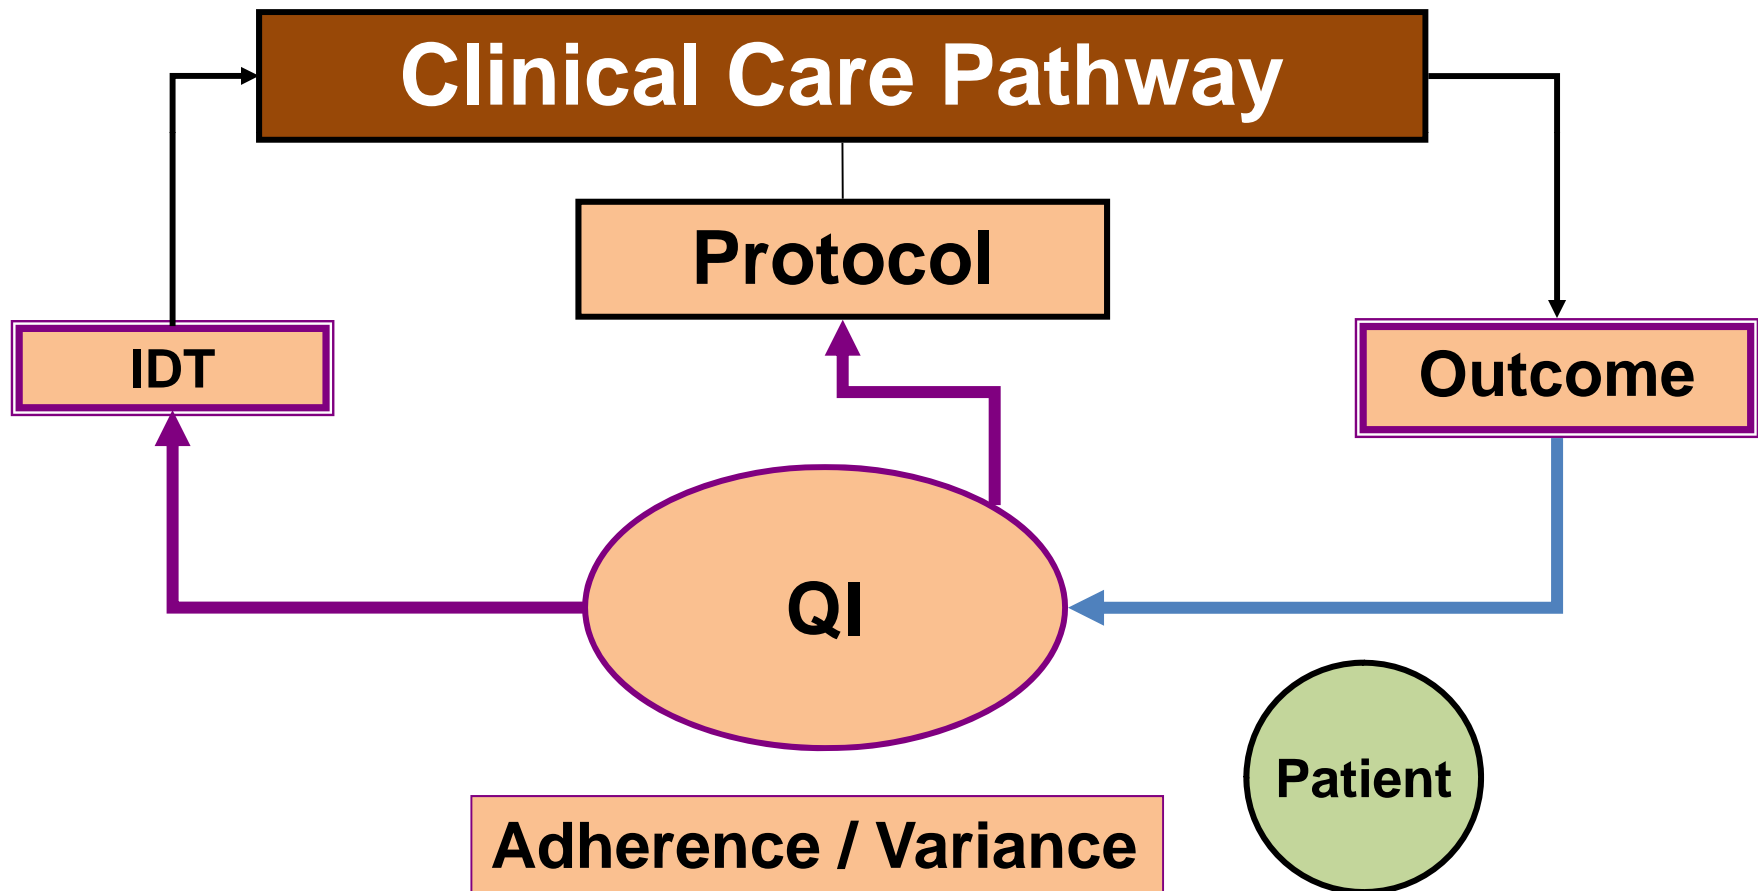 Clinical Care Pathway
Protocol
IDT
Outcome
QI
Patient
Adherence / Variance